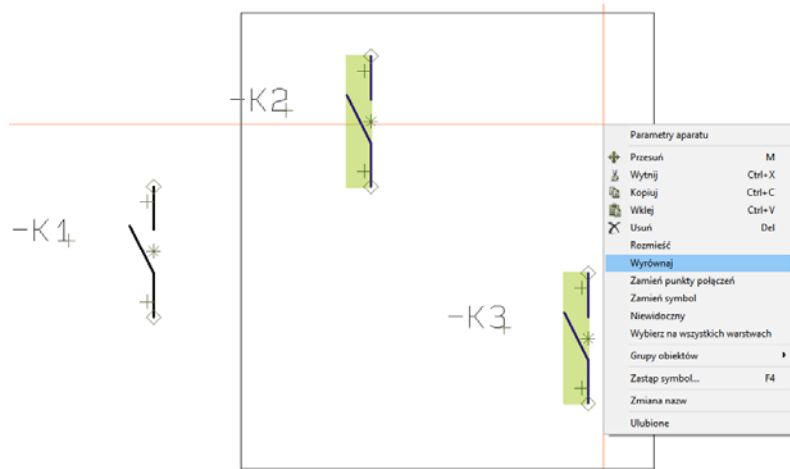 -K2
-K1
-K3
Parametry aparatu
Przesuń M
Wytnij Ctrl+X
Kopiuj Ctrl+C
Wklej Ctrl+V
Usuń Del
Rozmieść
Wyrównaj
Zamień punkty połączeń
Zamień symbol
Niewidoczny
Wybierz na wszystkich warstwach
Grupy obiektów
Zastąp symbol... F4
Zmiana nazw
Ulubione